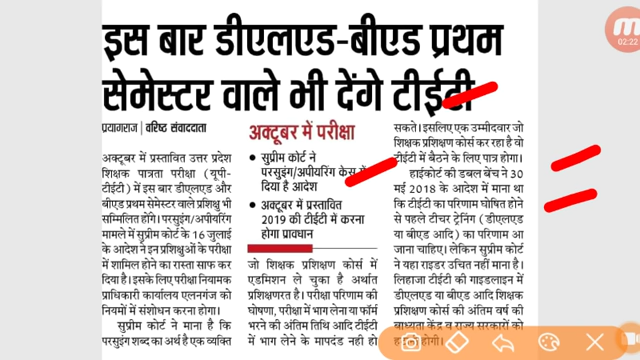 इस बार डीएलएड-बीएड प्रथम
सेमेस्टर वाले भी देंगे टीईटी
प्रयागराज | वरिष्ठ संवाददाता
अक्टूबर में प्रस्तावित उत्तर प्रदेश
शिक्षक पात्रता परीक्षा (यूपी-
टीईटी) में इस बार डीएलएड और
बीएड प्रथम सेमेस्टर वाले प्रशिक्षु भी
सम्मिलित होंगे। परसुइंग/अपीयरिंग
मामले में सुप्रीम कोर्ट के 16 जुलाई
के आदेश ने इन प्रशिक्षुओं के परीक्षा
में शामिल होने का रास्ता साफ कर
दिया है। इसके लिए परीक्षा नियामक
प्राधिकारी कार्यालय एलनगंज को
नियमों में संशोधन करना होगा।
सुप्रीम कोर्ट ने माना है कि
परसुइंग शब्द का अर्थ है एक व्यक्ति
अक्टूबर में परीक्षा
• सुप्रीम कोर्ट ने
परसुइंग/अपीयरिंग केस में
दिया है आदेश
• अक्टूबर में प्रस्तावित
2019 की टीईटी में करना
होगा प्रावधान
जो शिक्षक प्रशिक्षण कोर्स में
एडमिशन ले चुका है अर्थात
प्रशिक्षणरत है। परीक्षा परिणाम की
घोषणा, परीक्षा में भाग लेना या फॉर्म
भरने की अंतिम तिथि आदि टीईटी
में भाग लेने के मापदंड नही हो
सकते। इसलिए एक उम्मीदवार जो
शिक्षक प्रशिक्षण कोर्स कर रहा है वो
टीईटी में बैठने के लिए पात्र होगा।
हाईकोर्ट की डबल बेंच ने 30
मई 2018 के आदेश में माना था
कि टीईटी का परिणाम घोषित होने
से पहले टीचर ट्रेनिंग (डीएलएड
या बीएड आदि) का परिणाम आ
जाना चाहिए। लेकिन सुप्रीम कोर्ट
ने यहा राइडर उचित नहीं माना है।
लिहाजा टीईटी की गाइडलाइन में
डीएलएड या बीएड आदि शिक्षक
प्रशिक्षण कोर्स की अंतिम वर्ष की
बाध्यता केंद्र व राज्य सरकारों को
होगी।
02:22